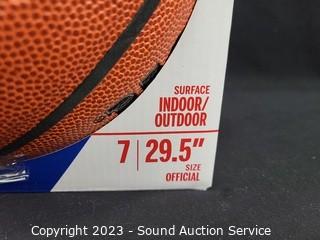 SURFACE
INDOOR/
OUTDOOR
7 | 29.5"
SIZE
OFFICIAL
Copyright 2023 - Sound Auction Service